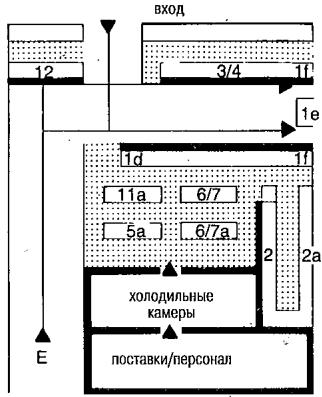 вход
12 3/4 1f
1e
1d 1f
11a 6/7
5a 6/7a 2 2a
холодильные
камеры
E поставки/персонал